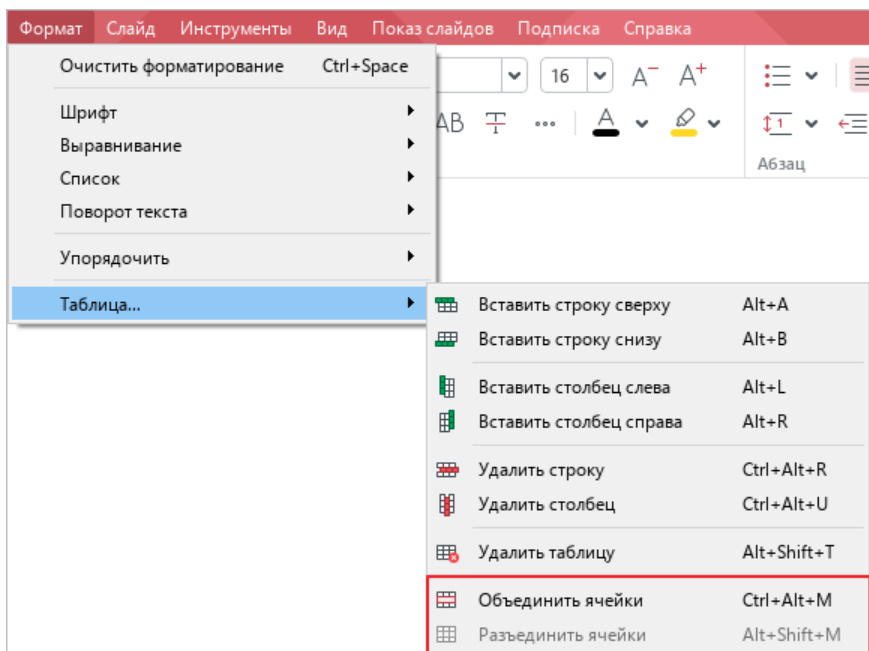 Формат Слайд Инструменты Вид Показ слайдов Подписка Справка
Очистить форматирование Ctrl+Space
16 A− A+
Шрифт
AB A
Выравнивание
Абзац
Список
Поворот текста
Упорядочить
Таблица...
Вставить строку сверху Alt+A
Вставить строку снизу Alt+B
Вставить столбец слева Alt+L
Вставить столбец справа Alt+R
Удалить строку Ctrl+Alt+R
Удалить столбец Ctrl+Alt+U
Удалить таблицу Alt+Shift+T
Объединить ячейки Ctrl+Alt+M
Разъединить ячейки Alt+Shift+M